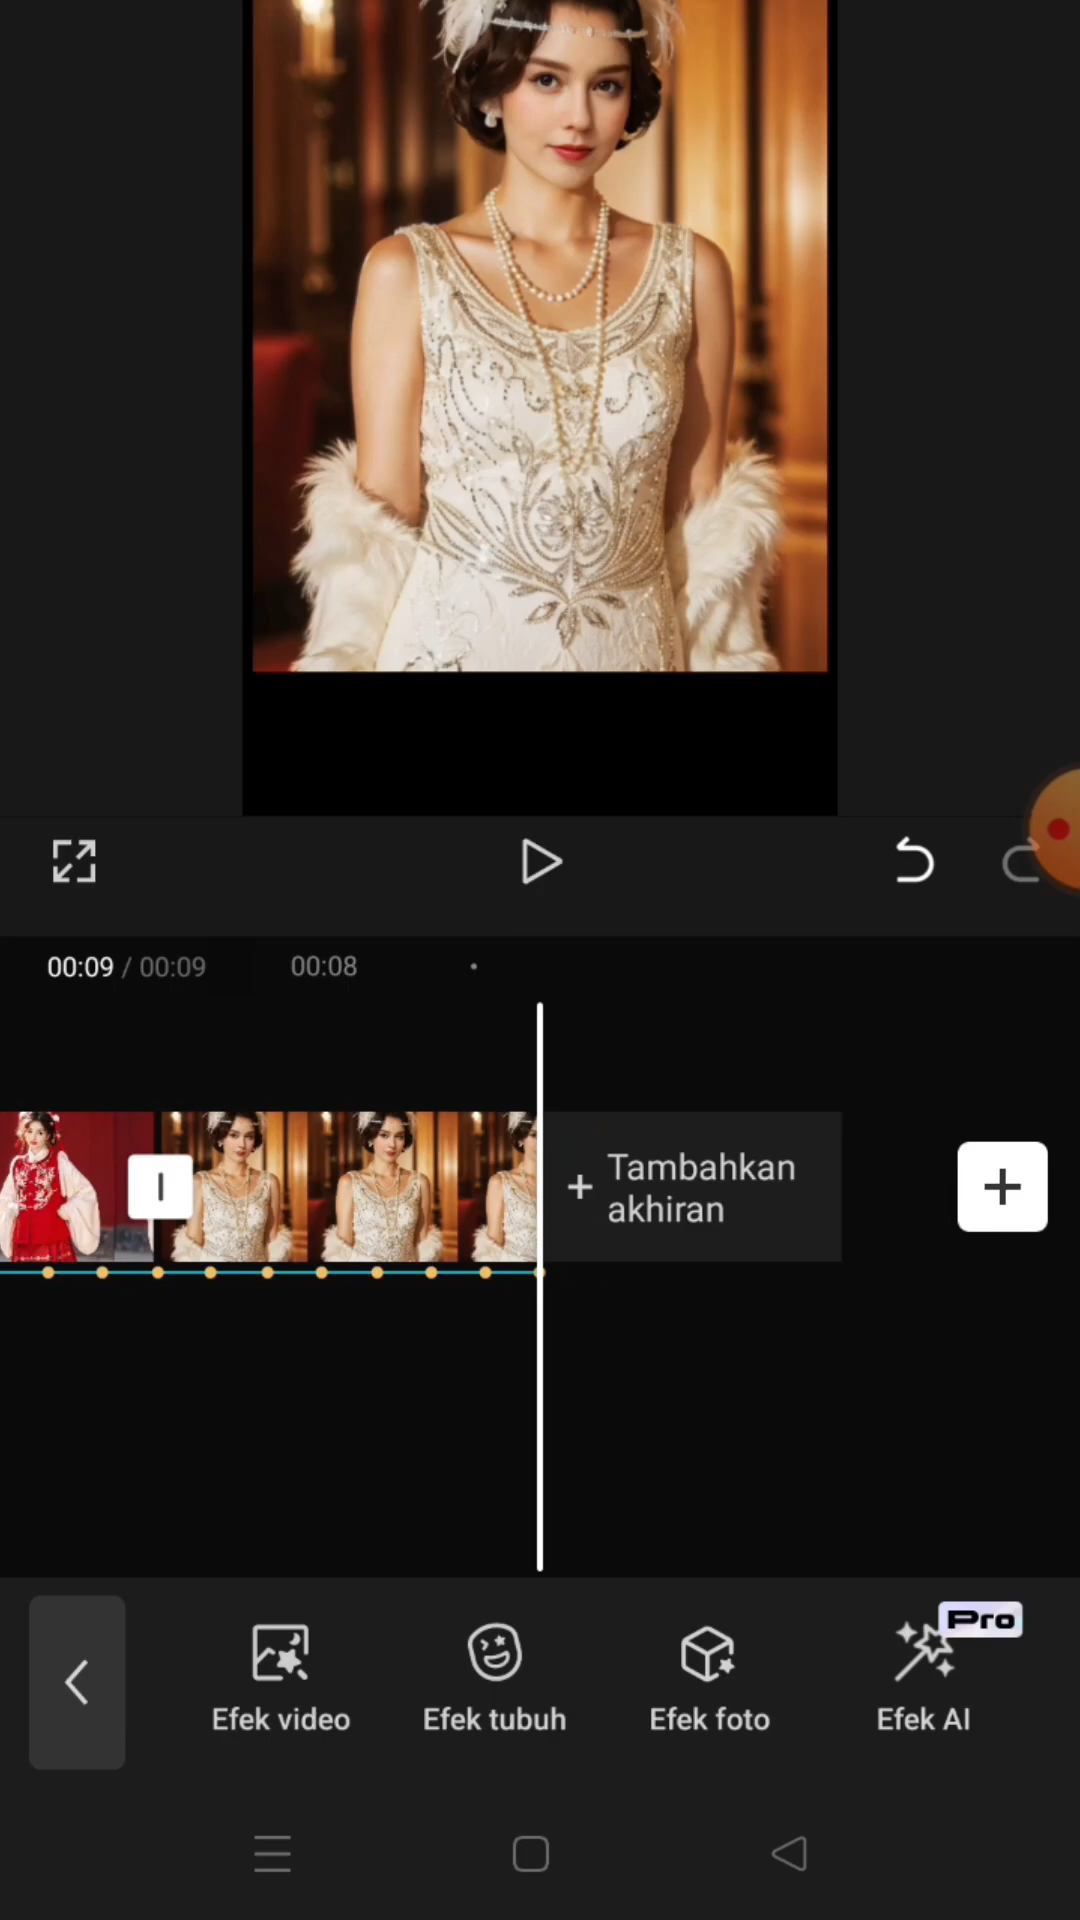 00:09 / 00:09
00:08
+ Tambahkan
akhiran
Pro
Efek video
Efek tubuh
Efek foto
Efek AI